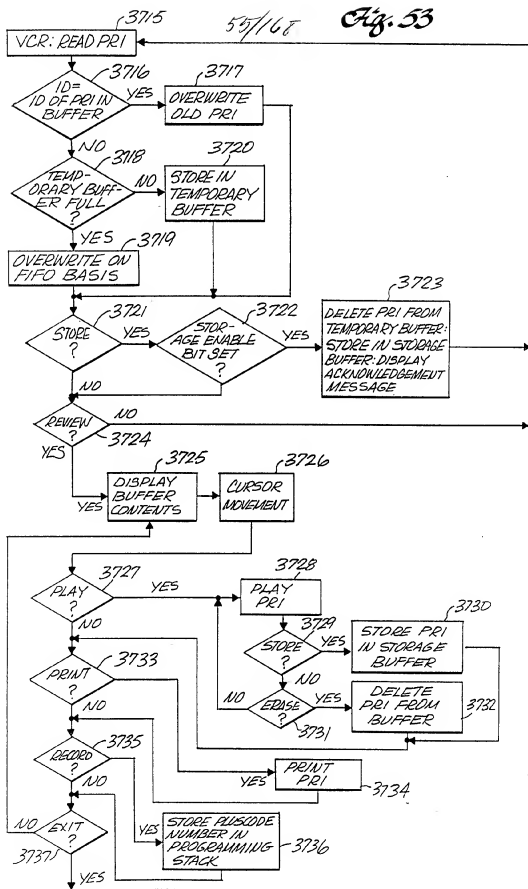 55/168
Fig. 53
3715
VCR: READ PRI
3716
ID=
ID OF PRI IN
BUFFER
YES
3717
OVERWRITE
OLD PRI
NO
3718
TEMP-
ORARY BUFF-
ER FULL
?
NO
3720
STORE IN
TEMPORARY
BUFFER
YES
3719
OVERWRITE ON
FIFO BASIS
3721
STORE
?
YES
3722
STOR-
AGE ENABLE
BIT SET
?
YES
3723
DELETE PRI FROM
TEMPORARY BUFFER:
STORE IN STORAGE
BUFFER: DISPLAY
ACKNOWLEDGEMENT
MESSAGE
NO
NO
REVIEW
?
3724
NO
YES
YES
3725
DISPLAY
BUFFER
CONTENTS
3726
CURSOR
MOVEMENT
3727
PLAY
?
YES
3728
PLAY
PRI
NO
3729
STORE
?
YES
3730
STORE PRI
IN STORAGE
BUFFER
NO
3733
PRINT
?
NO
ERASE
?
3731
YES
DELETE
PRI FROM
BUFFER
3732
NO
3735
RECORD
?
YES
PRINT
PRI
3734
NO
NO
EXIT
?
3737
YES
STORE PLUSCODE
NUMBER IN
PROGRAMMING
STACK
3736
YES